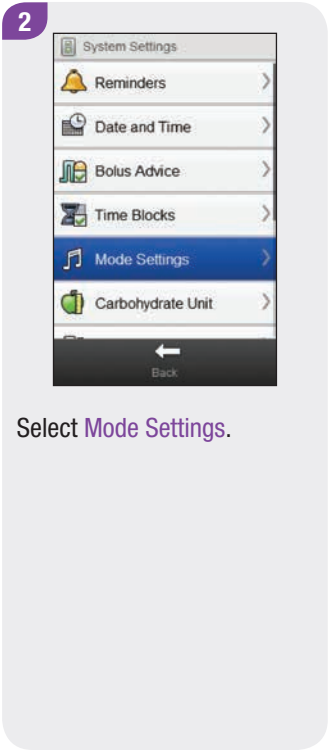 2
System Settings
Reminders
Date and Time
Bolus Advice
Time Blocks
Mode Settings
Carbohydrate Unit
Back
Select Mode Settings.